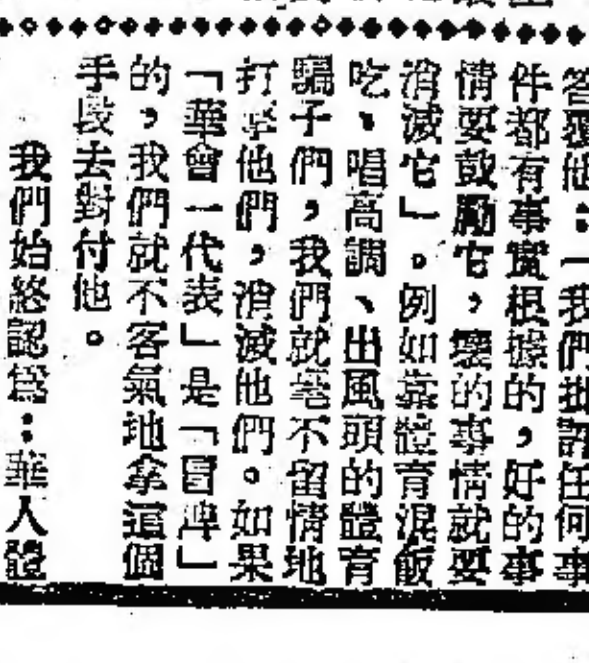 答覆他：「我們批評任何事
件都有事實根據的，好的事
情要鼓勵它，壞的事情就要
消滅它」。例如靠體育混飯
吃、唱高調、出風頭的體育
騙子們，我們就毫不留情地
打擊他們，消滅他們。如果
「華會一代表」是「冒牌」
的，我們就不客氣地拿這個
手段去對付他。
我們始終認爲：華人體